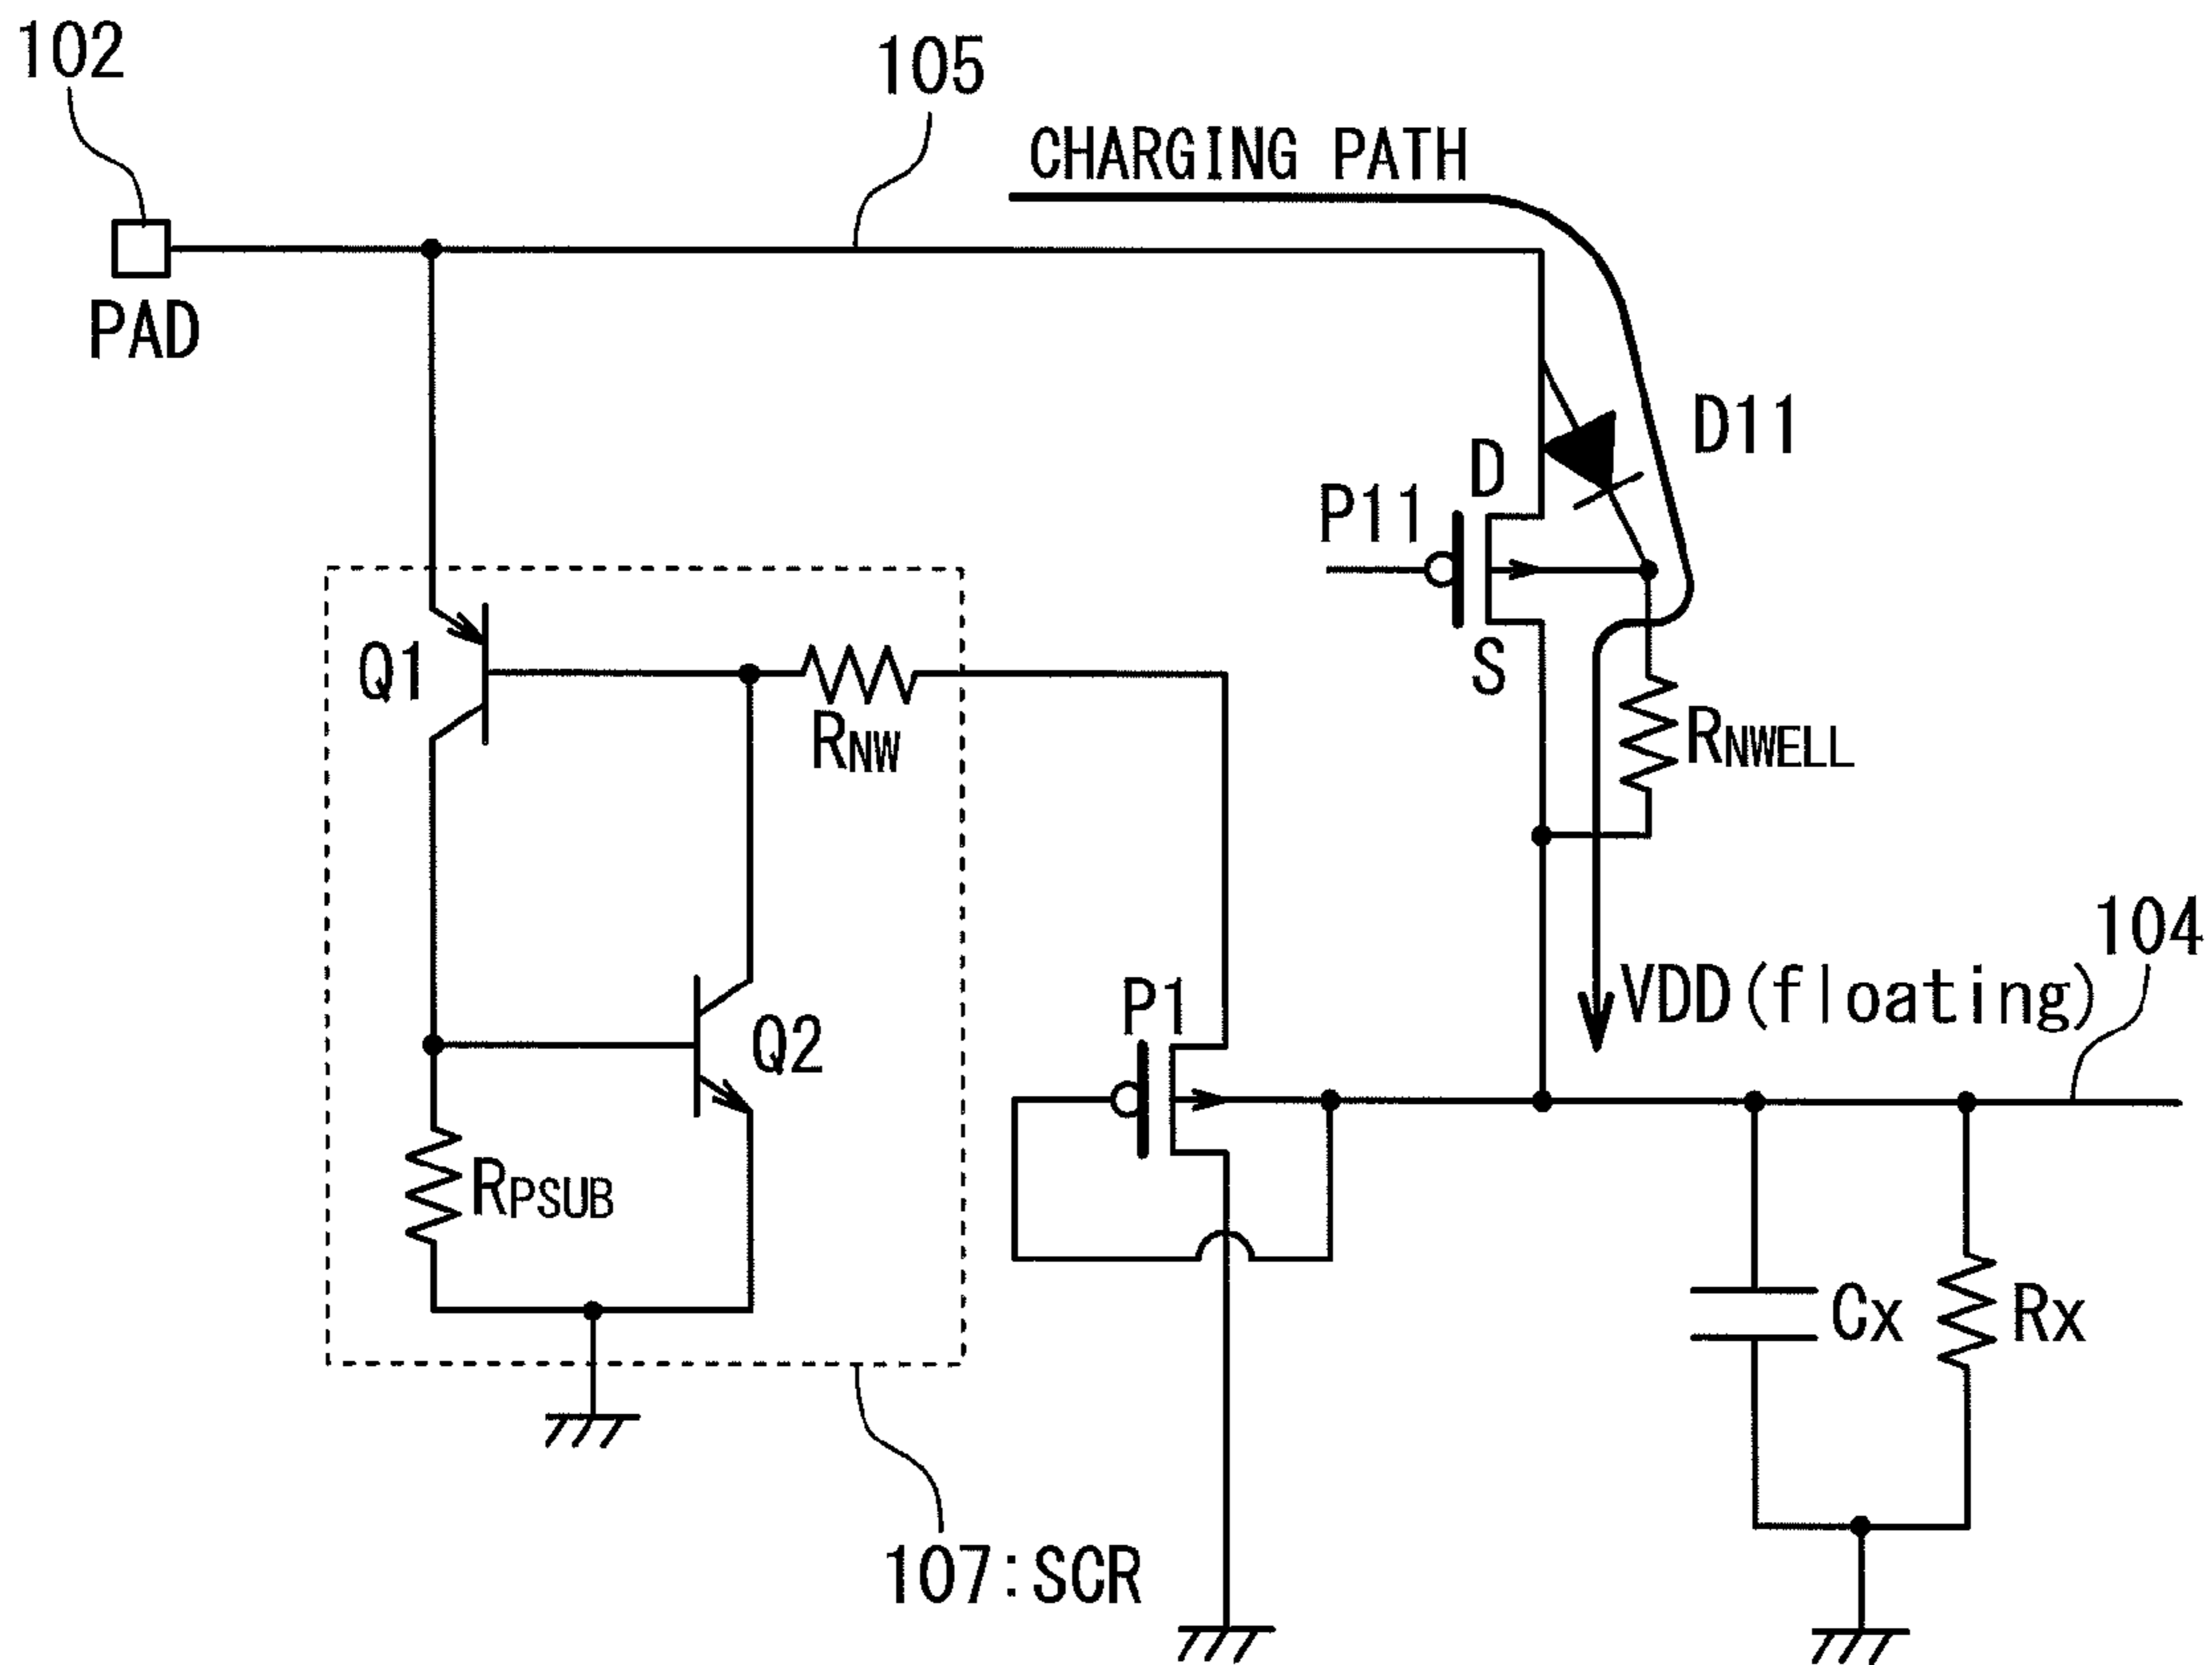 102
105
CHARGING PATH
PAD
D11
D
P11
Q1
S
RNW
RNWELL
104
P1
VDD(floating)
Q2
RPSUB
Cx
Rx
107:SCR